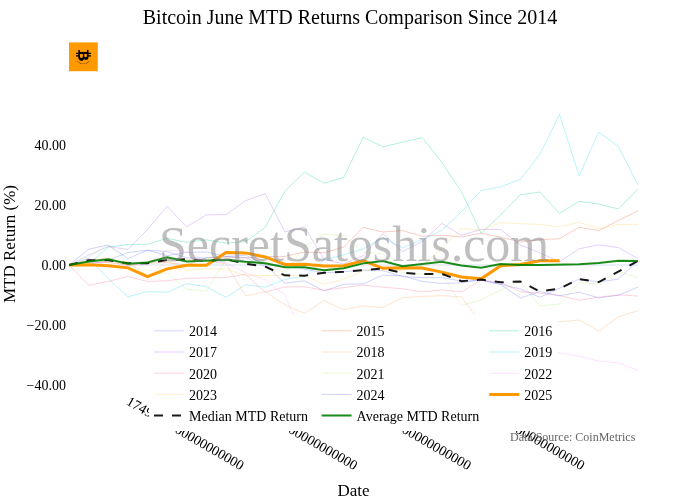 Bitcoin June MTD Returns Comparison Since 2014
40.00
20.00
0.00
−20.00
−40.00
MTD Return (%)
SecretSatoshis.com
2014 2015 2016
2017 2018 2019
2020 2021 2022
2023 2024 2025
Median MTD Return Average MTD Return
Data Source: CoinMetrics
Date